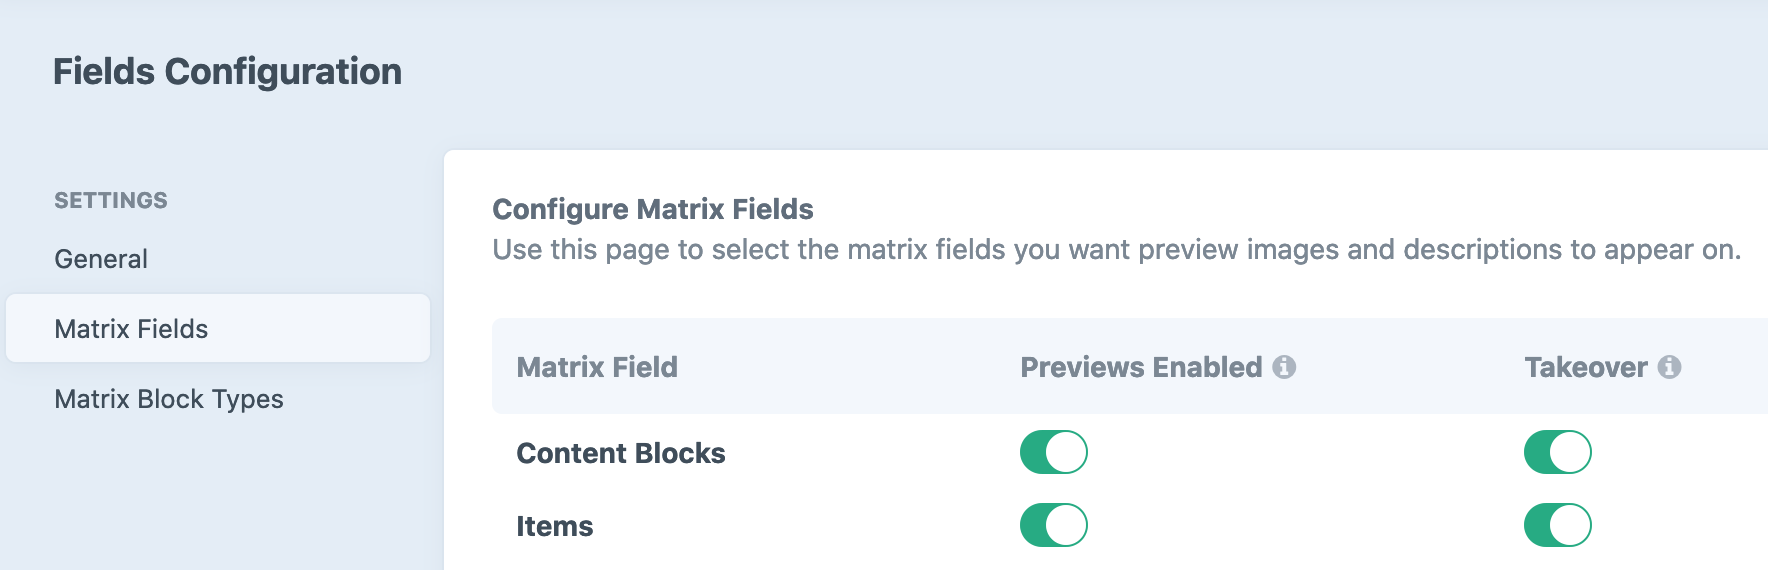 Fields Configuration
SETTINGS
General
Matrix Fields
Matrix Block Types
Configure Matrix Fields
Use this page to select the matrix fields you want preview images and descriptions to appear on.
Matrix Field Previews Enabled Takeover
Content Blocks
Items